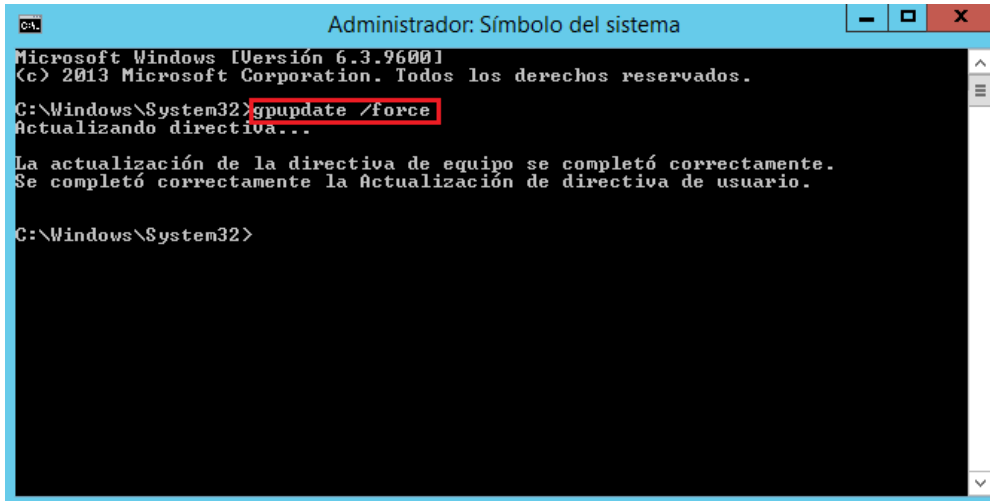 Administrador: Símbolo del sistema
Microsoft Windows [Versión 6.3.9600]
(c) 2013 Microsoft Corporation. Todos los derechos reservados.
C:\Windows\System32>gpupdate /force
Actualizando directiva...
La actualización de la directiva de equipo se completó correctamente.
Se completó correctamente la Actualización de directiva de usuario.
C:\Windows\System32>